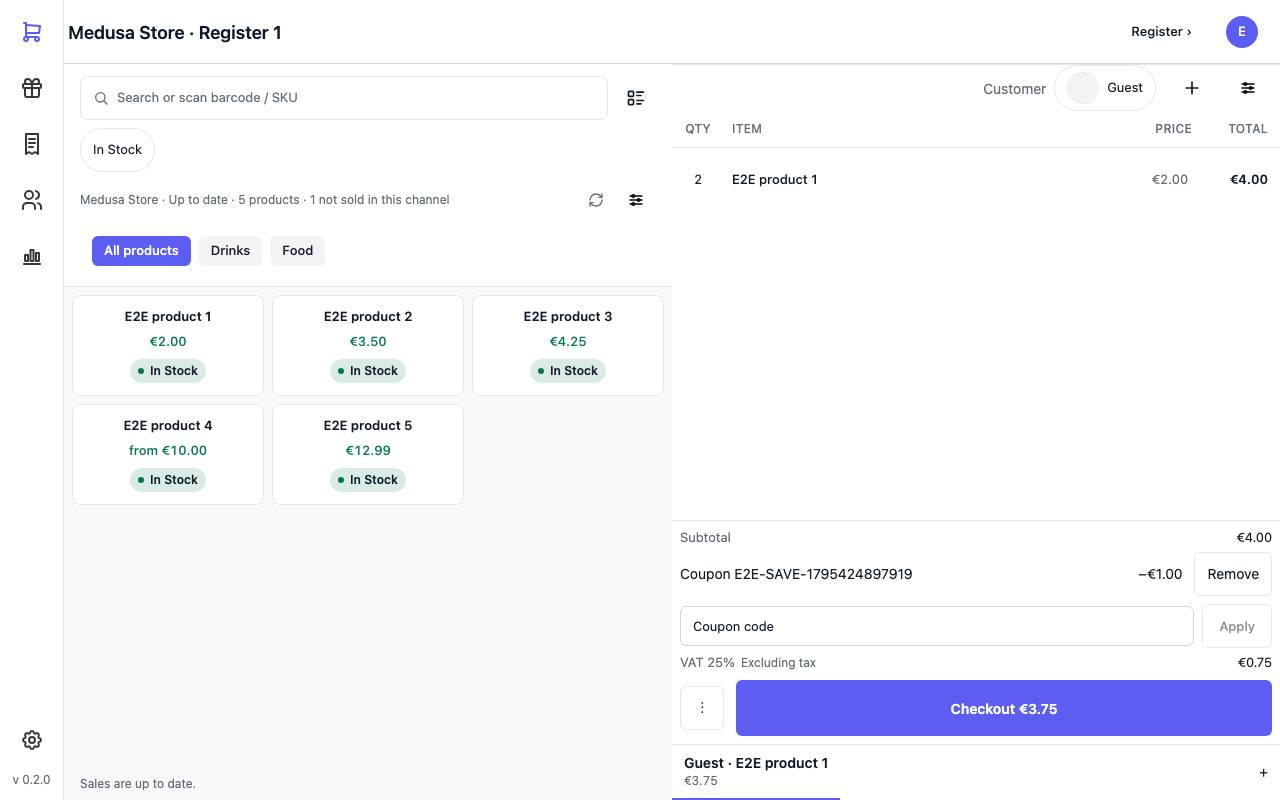 Medusa Store · Register 1
Register ›
E
Search or scan barcode / SKU
In Stock
Medusa Store · Up to date · 5 products · 1 not sold in this channel
All products
Drinks
Food
E2E product 1
€2.00
In Stock
E2E product 2
€3.50
In Stock
E2E product 3
€4.25
In Stock
E2E product 4
from €10.00
In Stock
E2E product 5
€12.99
In Stock
Sales are up to date.
v 0.2.0
Customer
Guest
QTY ITEM PRICE TOTAL
2 E2E product 1 €2.00 €4.00
Subtotal €4.00
Coupon E2E-SAVE-1795424897919 −€1.00 Remove
Coupon code Apply
VAT 25% Excluding tax €0.75
Checkout €3.75
Guest · E2E product 1
€3.75
+